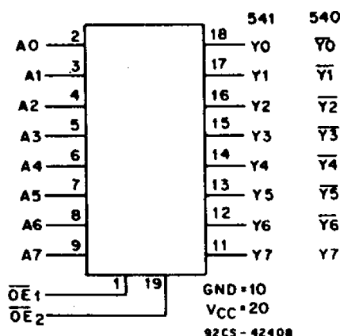 541 540
A0 2 18 Y0 Y̅0̅
A1 3 17 Y1 Y̅1̅
A2 4 16 Y2 Y̅2̅
A3 5 15 Y3 Y̅3̅
A4 6 14 Y4 Y̅4̅
A5 7 13 Y5 Y̅5̅
A6 8 12 Y6 Y̅6̅
A7 9 11 Y7 Y7
O̅E̅1 1 19
O̅E̅2
GND = 10
VCC = 20
92CS-42408